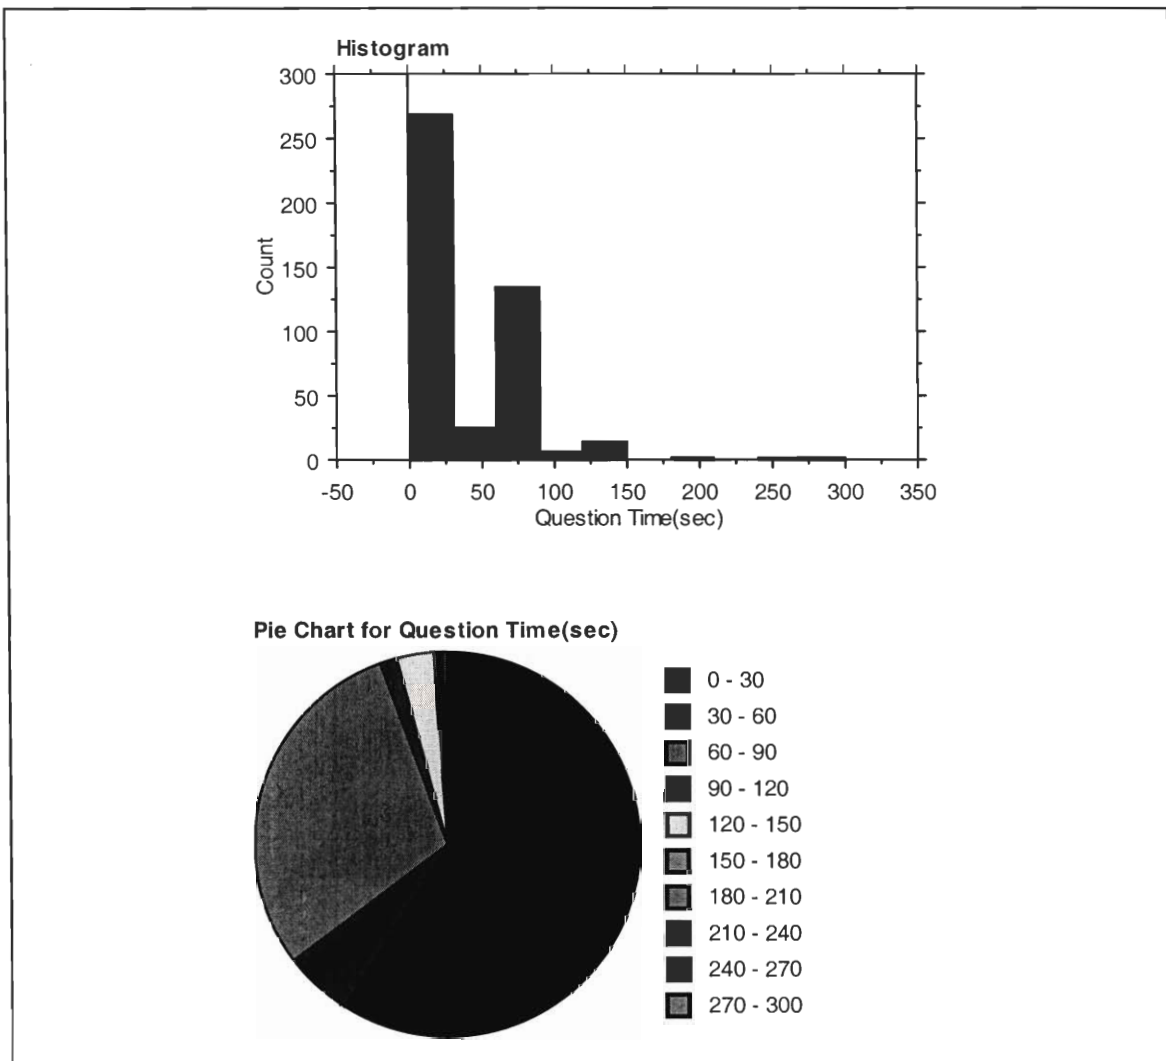 Histogram
300
250
200
150
100
50
0
Count
-50 0 50 100 150 200 250 300 350
Question Time(sec)
Pie Chart for Question Time(sec)
0 - 30
30 - 60
60 - 90
90 - 120
120 - 150
150 - 180
180 - 210
210 - 240
240 - 270
270 - 300